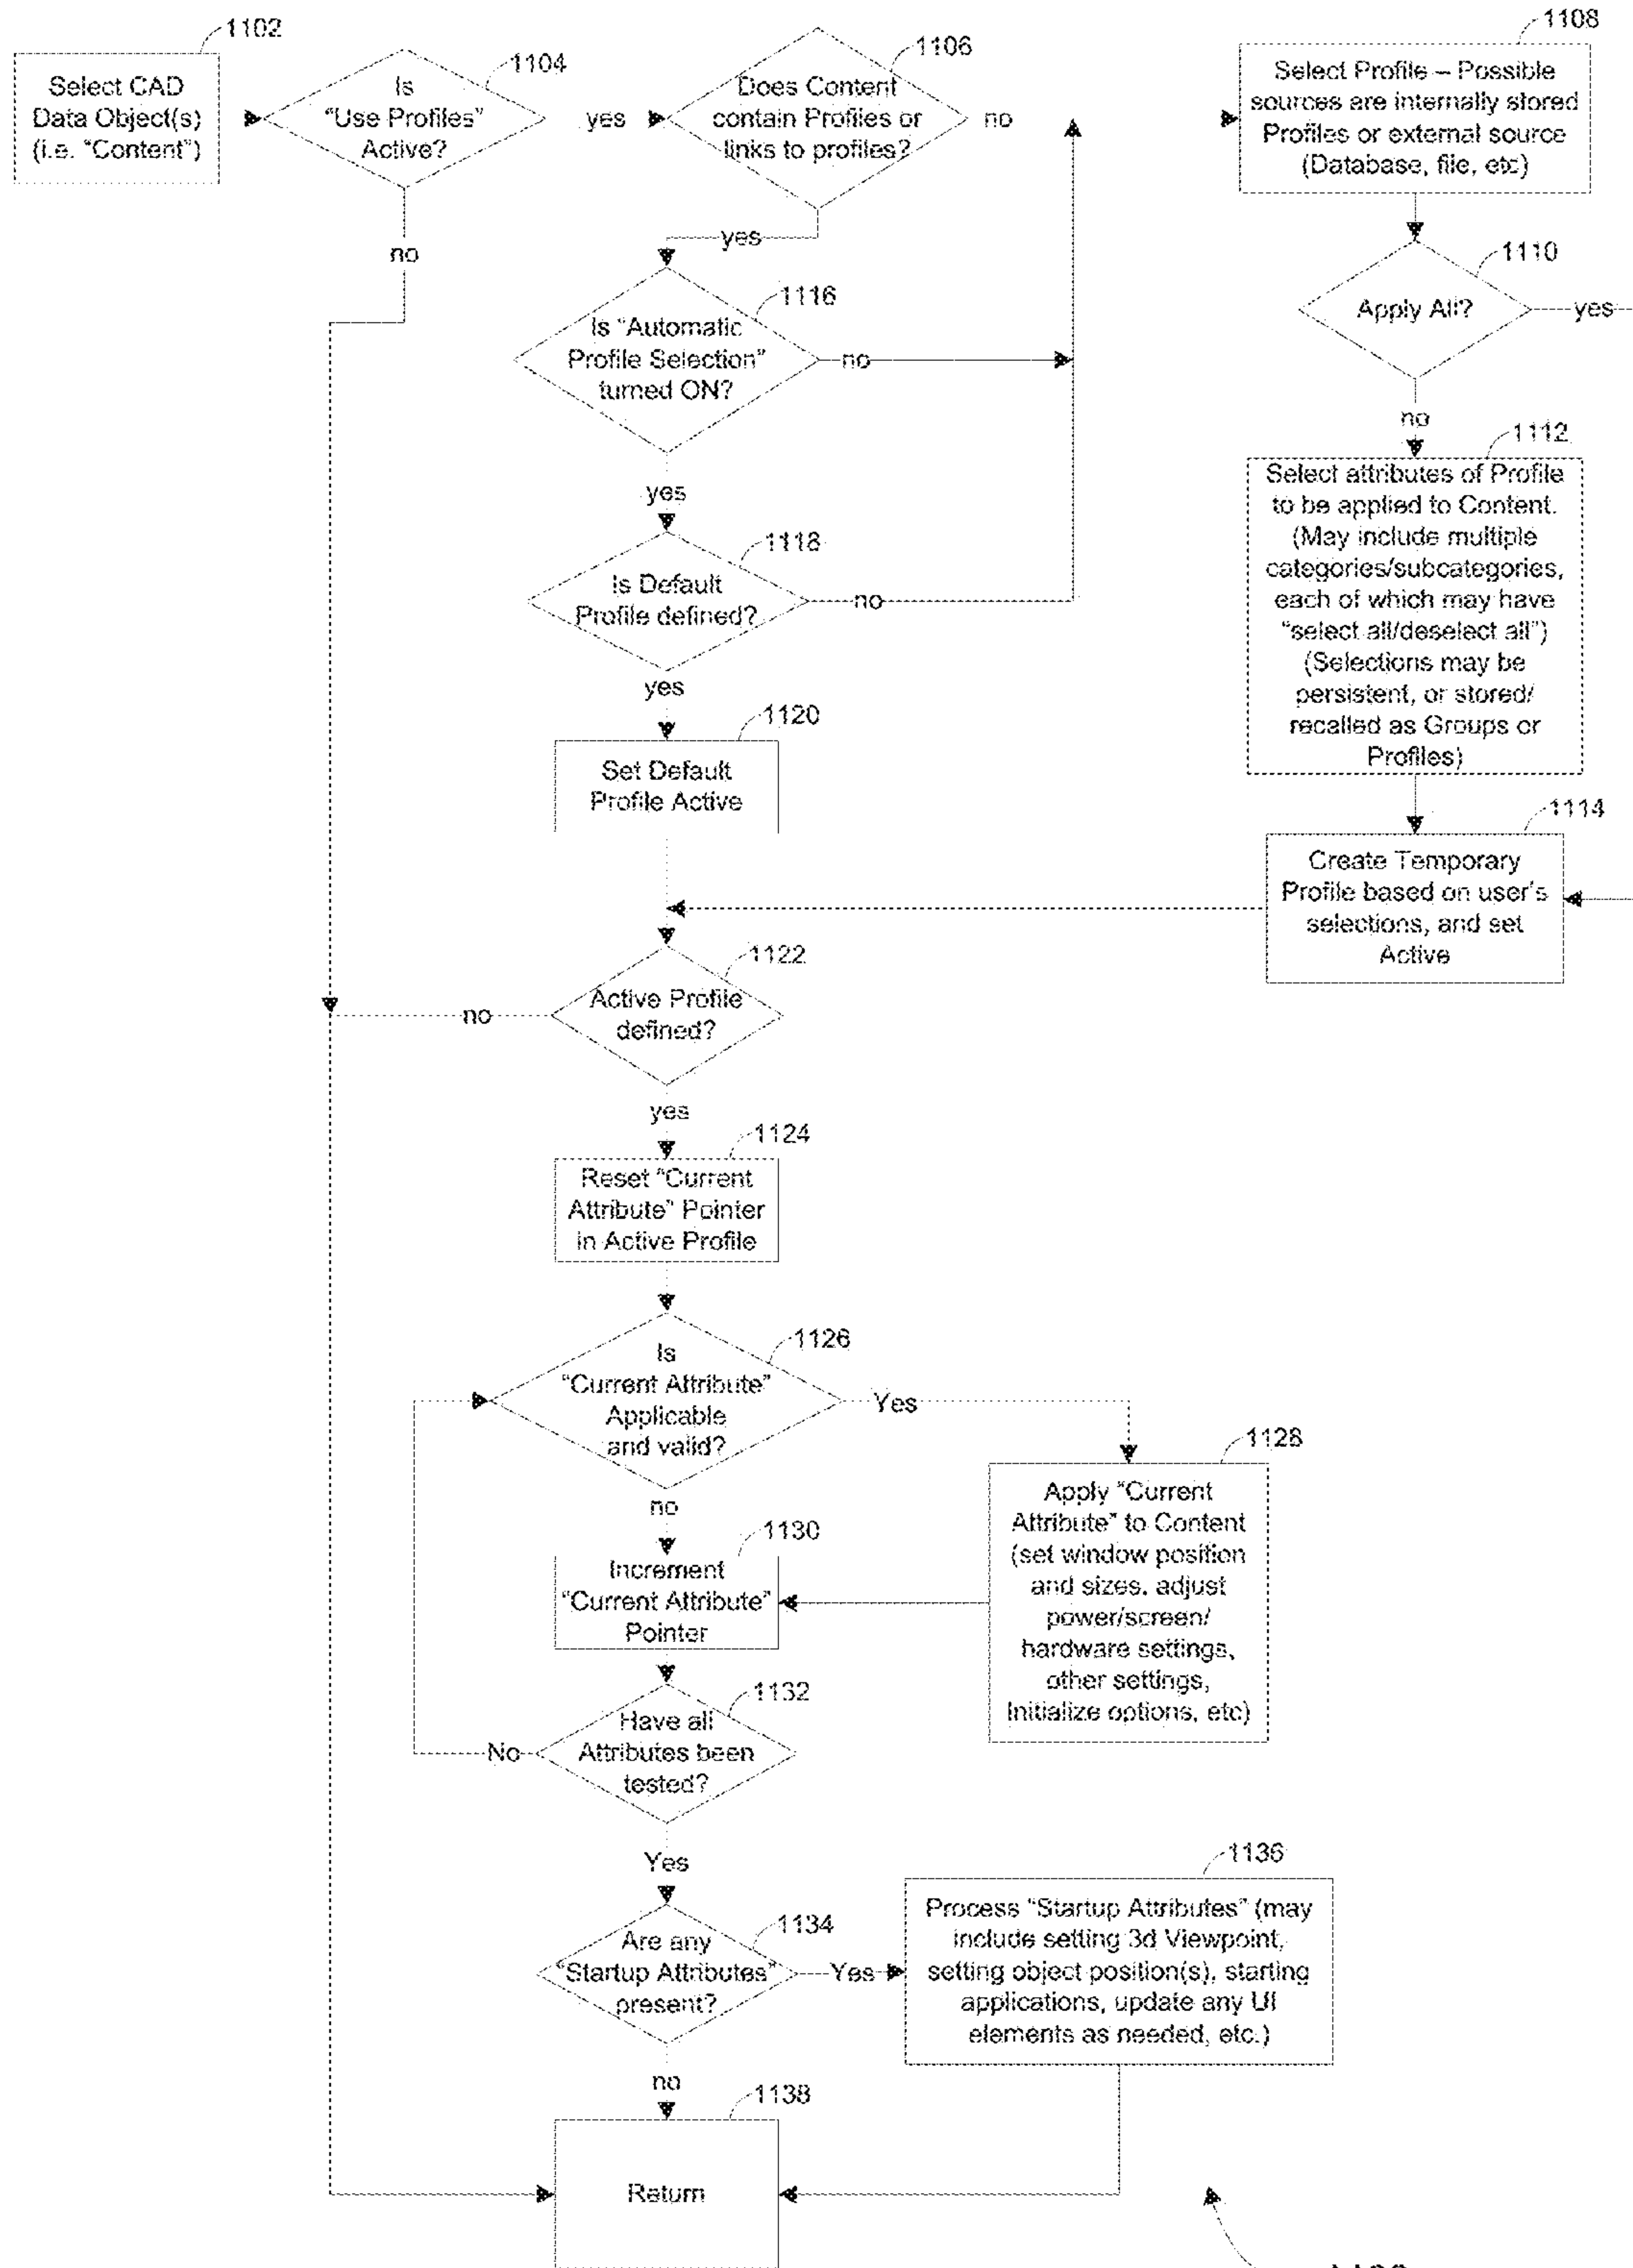 1102
Select CAD
Data Object(s)
(i.e. "Content")
1104
Is
"Use Profiles"
Active?
yes
no
1106
Does Content
contain Profiles or
links to profiles?
no
yes
1108
Select Profile – Possible
sources are internally stored
Profiles or external source
(Database, file, etc)
1110
Apply All?
yes
no
1112
Select attributes of Profile
to be applied to Content.
(May include multiple
categories/subcategories,
each of which may have
"select all/deselect all")
(Selections may be
persistent, or stored/
recalled as Groups or
Profiles)
1114
Create Temporary
Profile based on user's
selections, and set
Active
1116
Is "Automatic
Profile Selection"
turned ON?
no
yes
1118
Is Default
Profile defined?
no
yes
1120
Set Default
Profile Active
1122
Active Profile
defined?
no
yes
1124
Reset "Current
Attribute" Pointer
in Active Profile
1126
Is
"Current Attribute"
Applicable
and valid?
Yes
no
1128
Apply "Current
Attribute" to Content
(set window position
and sizes, adjust
power/screen/
hardware settings,
other settings,
Initialize options, etc)
1130
Increment
"Current Attribute"
Pointer
1132
Have all
Attributes been
tested?
No
Yes
1134
Are any
"Startup Attributes"
present?
Yes
no
1136
Process "Startup Attributes" (may
include setting 3d Viewpoint,
setting object position(s), starting
applications, update any UI
elements as needed, etc.)
1138
Return